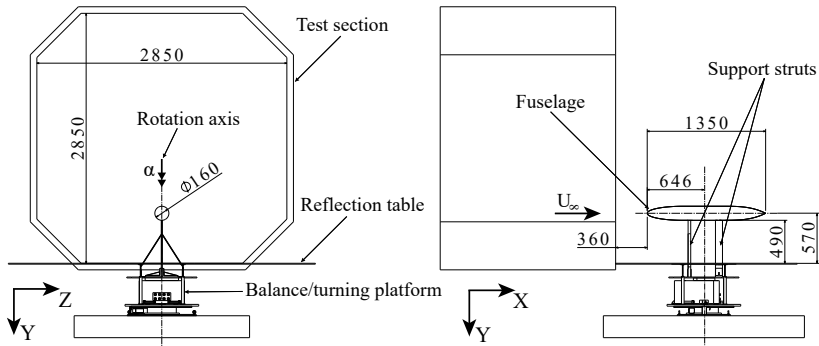 Test section
2850
2850
Rotation axis
α
Φ160
Reflection table
Balance/turning platform
Z
Y
Support struts
Fuselage
1350
646
U∞
360
490
570
X
Y